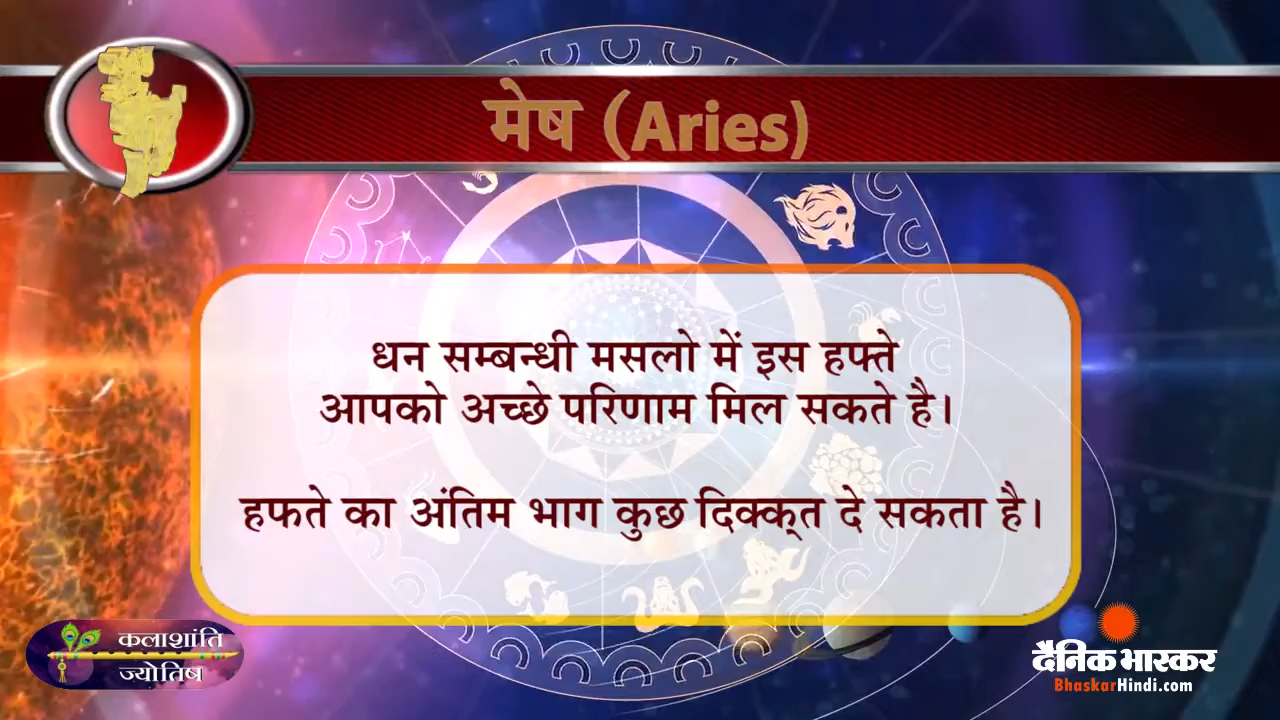 मेष (Aries)
धन सम्बन्धी मसलो में इस हफ्ते
आपको अच्छे परिणाम मिल सकते है।
हफते का अंतिम भाग कुछ दिक्क्त दे सकता है।
कलाशांति
ज्योतिष
दैनिक भास्कर
BhaskarHindi.com